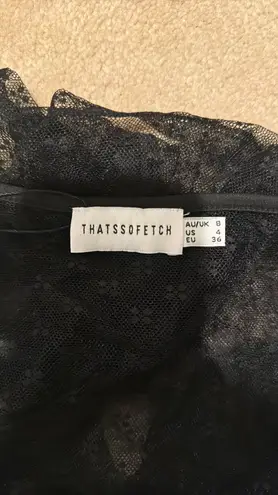 THATSSOFETCH
AU/UK 8
US 4
EU 36